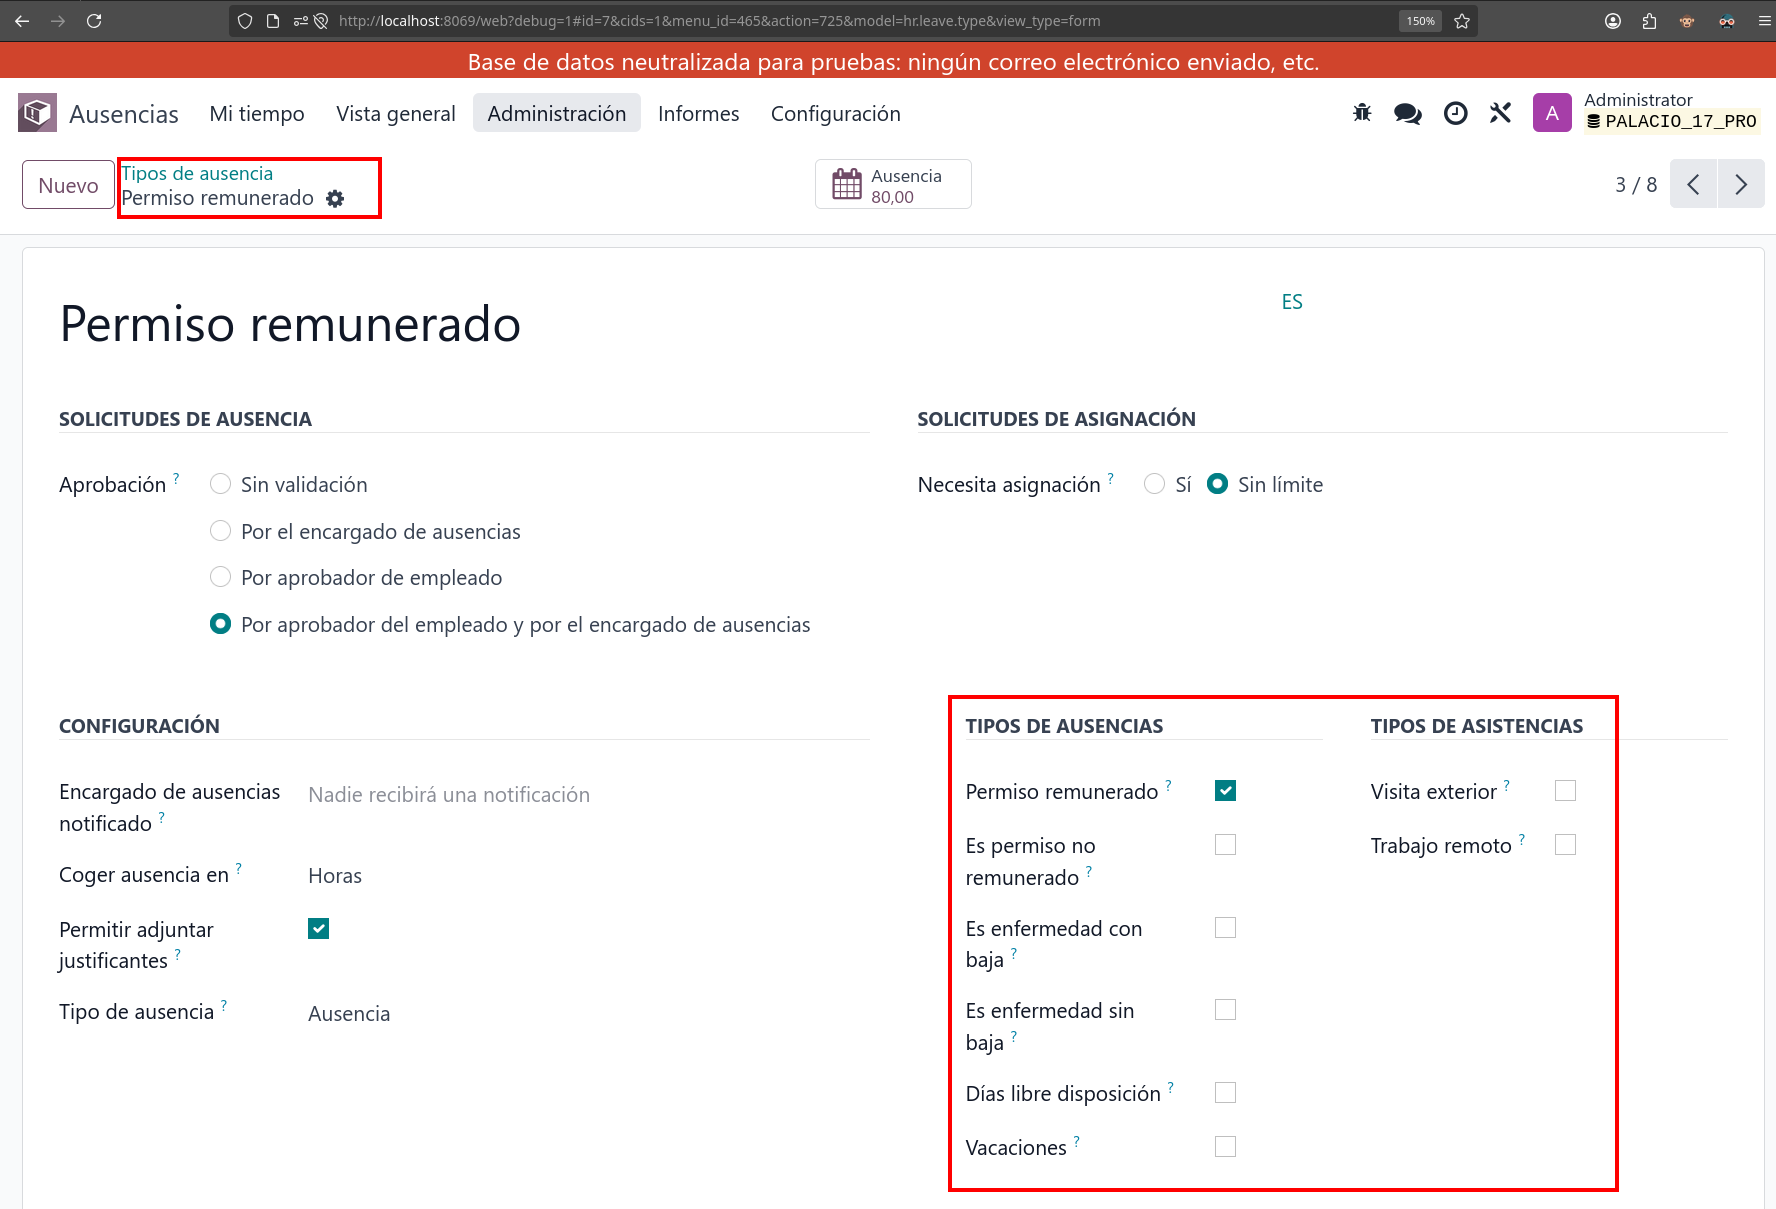 http://localhost:8069/web?debug=1#id=7&cids=1&menu_id=465&action=725&model=hr.leave.type&view_type=form
150%
Base de datos neutralizada para pruebas: ningún correo electrónico enviado, etc.
Ausencias Mi tiempo Vista general Administración Informes Configuración
A
Administrator
PALACIO_17_PRO
Nuevo
Tipos de ausencia
Permiso remunerado
Ausencia
80,00
3 / 8
Permiso remunerado
ES
SOLICITUDES DE AUSENCIA
Aprobación ?
Sin validación
Por el encargado de ausencias
Por aprobador de empleado
Por aprobador del empleado y por el encargado de ausencias
SOLICITUDES DE ASIGNACIÓN
Necesita asignación ? Sí Sin límite
CONFIGURACIÓN
Encargado de ausencias
notificado ?
Nadie recibirá una notificación
Coger ausencia en ? Horas
Permitir adjuntar
justificantes ?
Tipo de ausencia ? Ausencia
TIPOS DE AUSENCIAS
Permiso remunerado ?
Es permiso no
remunerado ?
Es enfermedad con
baja ?
Es enfermedad sin
baja ?
Días libre disposición ?
Vacaciones ?
TIPOS DE ASISTENCIAS
Visita exterior ?
Trabajo remoto ?